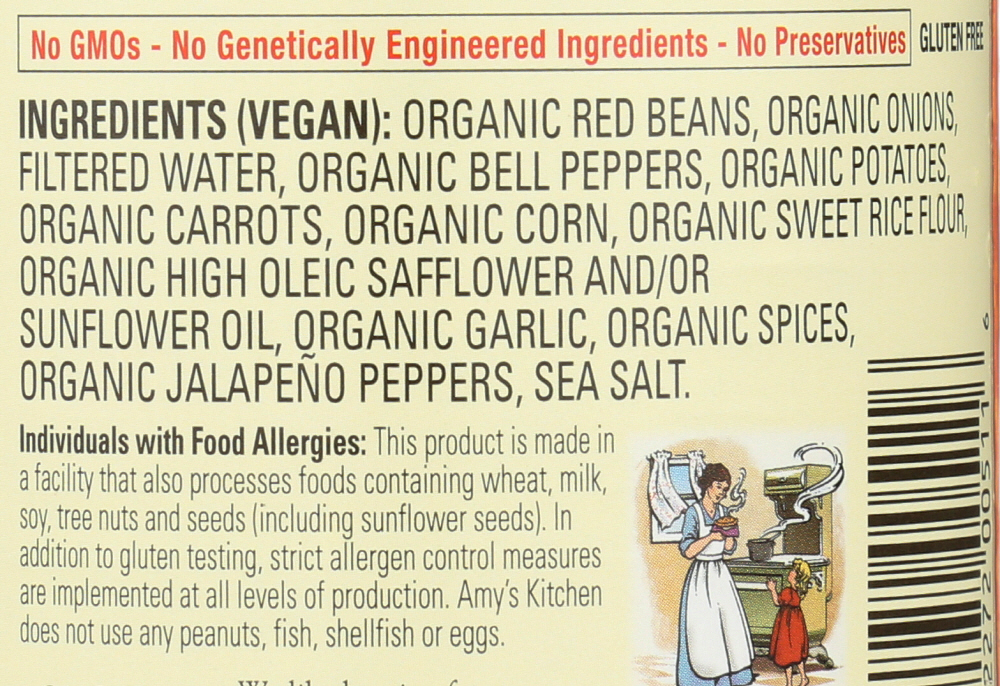 No GMOs - No Genetically Engineered Ingredients - No Preservatives GLUTEN FREE
INGREDIENTS (VEGAN): ORGANIC RED BEANS, ORGANIC ONIONS,
FILTERED WATER, ORGANIC BELL PEPPERS, ORGANIC POTATOES,
ORGANIC CARROTS, ORGANIC CORN, ORGANIC SWEET RICE FLOUR,
ORGANIC HIGH OLEIC SAFFLOWER AND/OR
SUNFLOWER OIL, ORGANIC GARLIC, ORGANIC SPICES,
ORGANIC JALAPEÑO PEPPERS, SEA SALT.
Individuals with Food Allergies: This product is made in
a facility that also processes foods containing wheat, milk,
soy, tree nuts and seeds (including sunflower seeds). In
addition to gluten testing, strict allergen control measures
are implemented at all levels of production. Amy's Kitchen
does not use any peanuts, fish, shellfish or eggs.